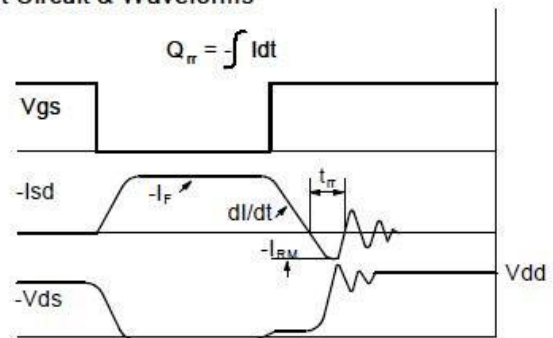 t Circuit & Waveforms
Qrr = -∫ Idt
Vgs
-Isd
-IF
dI/dt
trr
-IRM
Vdd
-Vds